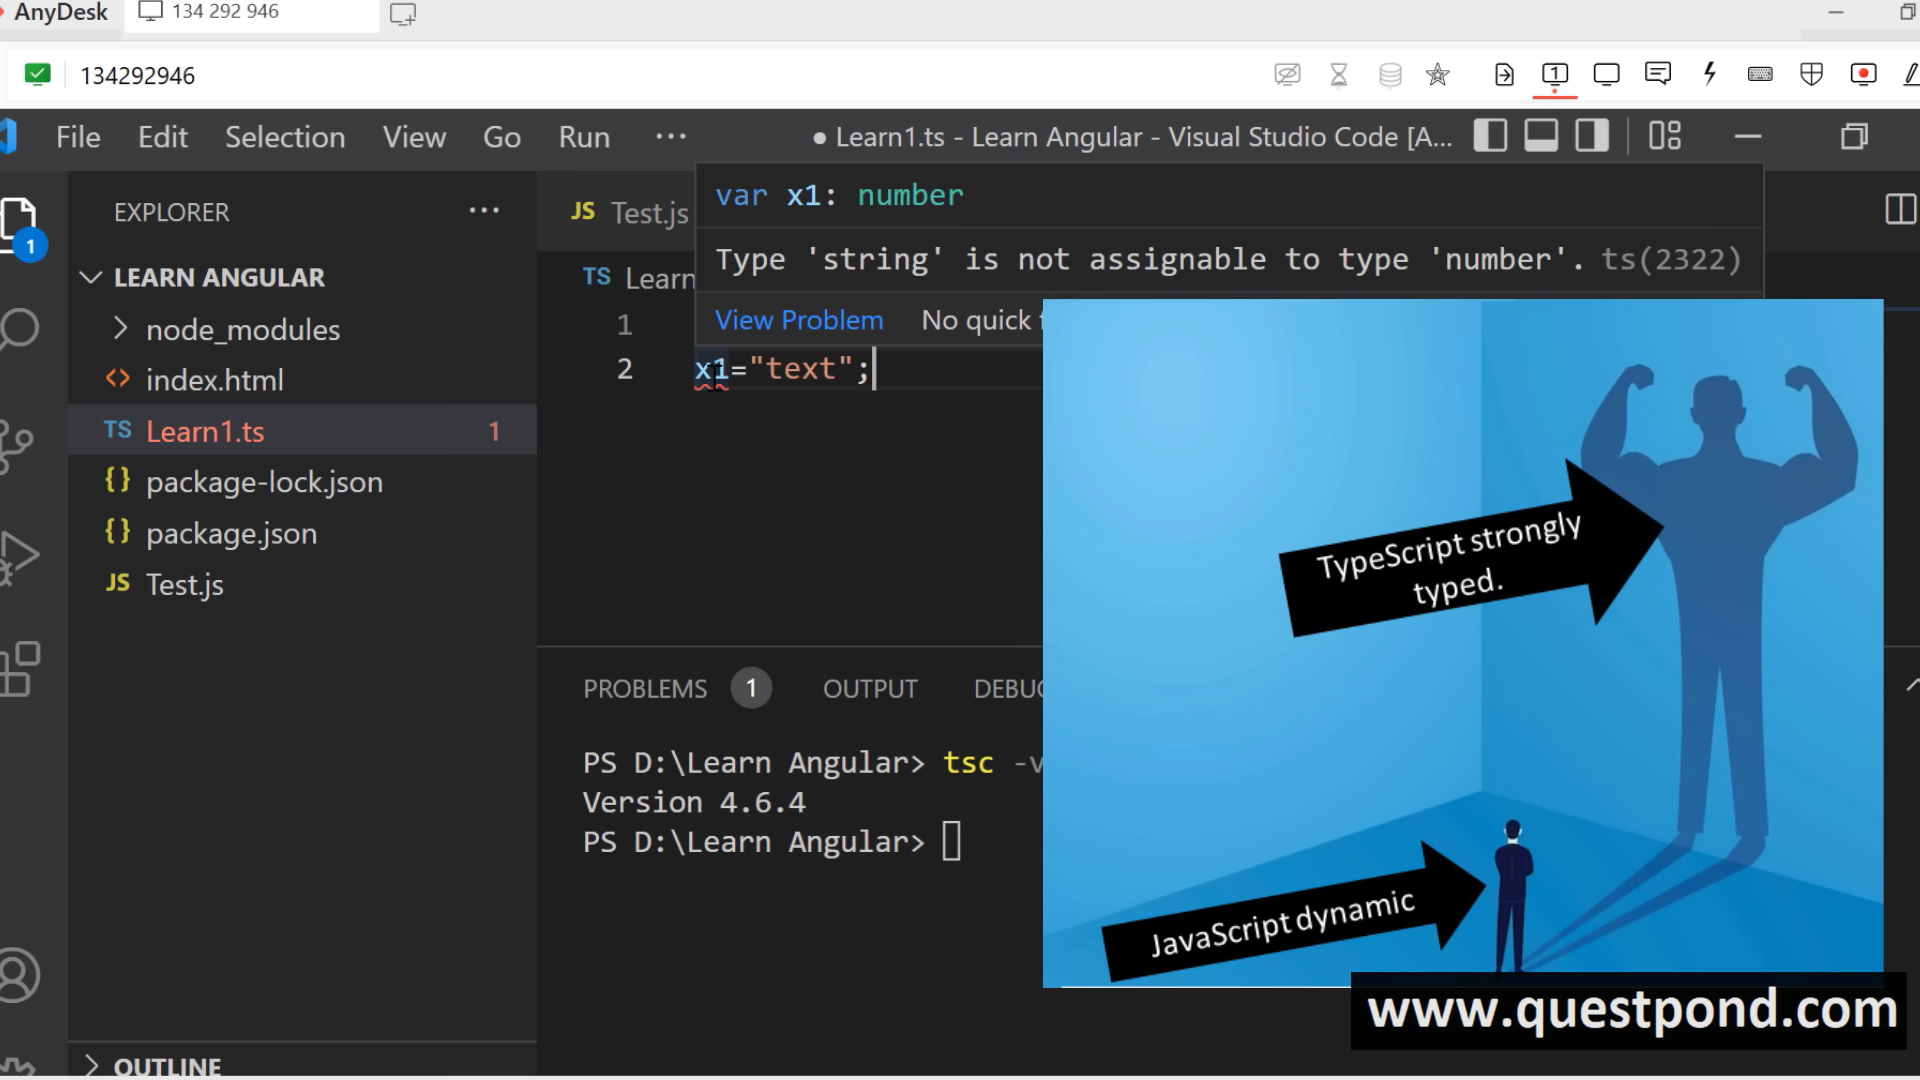 AnyDesk 134 292 946
134292946
File Edit Selection View Go Run ··· ● Learn1.ts - Learn Angular - Visual Studio Code [A...
1
EXPLORER ···
LEARN ANGULAR
node_modules
index.html
TS Learn1.ts 1
{} package-lock.json
{} package.json
JS Test.js
OUTLINE
JS Test.js
TS Learn
var x1: number
Type 'string' is not assignable to type 'number'. ts(2322)
View Problem No quick
1
2 x1="text";
PROBLEMS 1 OUTPUT
PS D:\Learn Angular> tsc -v
Version 4.6.4
PS D:\Learn Angular>
TypeScript strongly
typed.
JavaScript dynamic
www.questpond.com